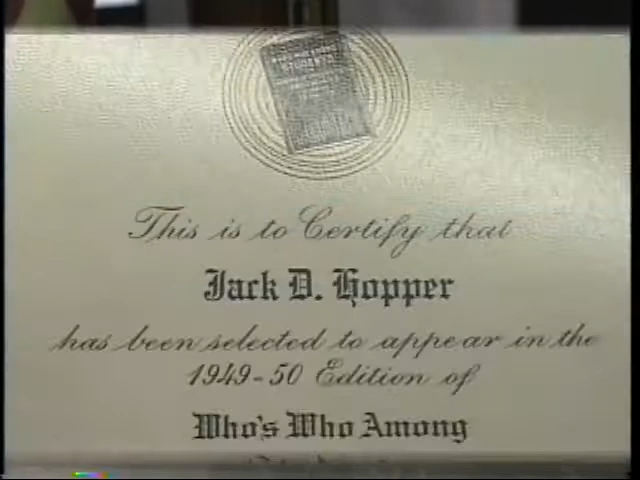 This is to Certify that
Jack D. Hopper
has been selected to appear in the
1949-50 Edition of
Who's Who Among